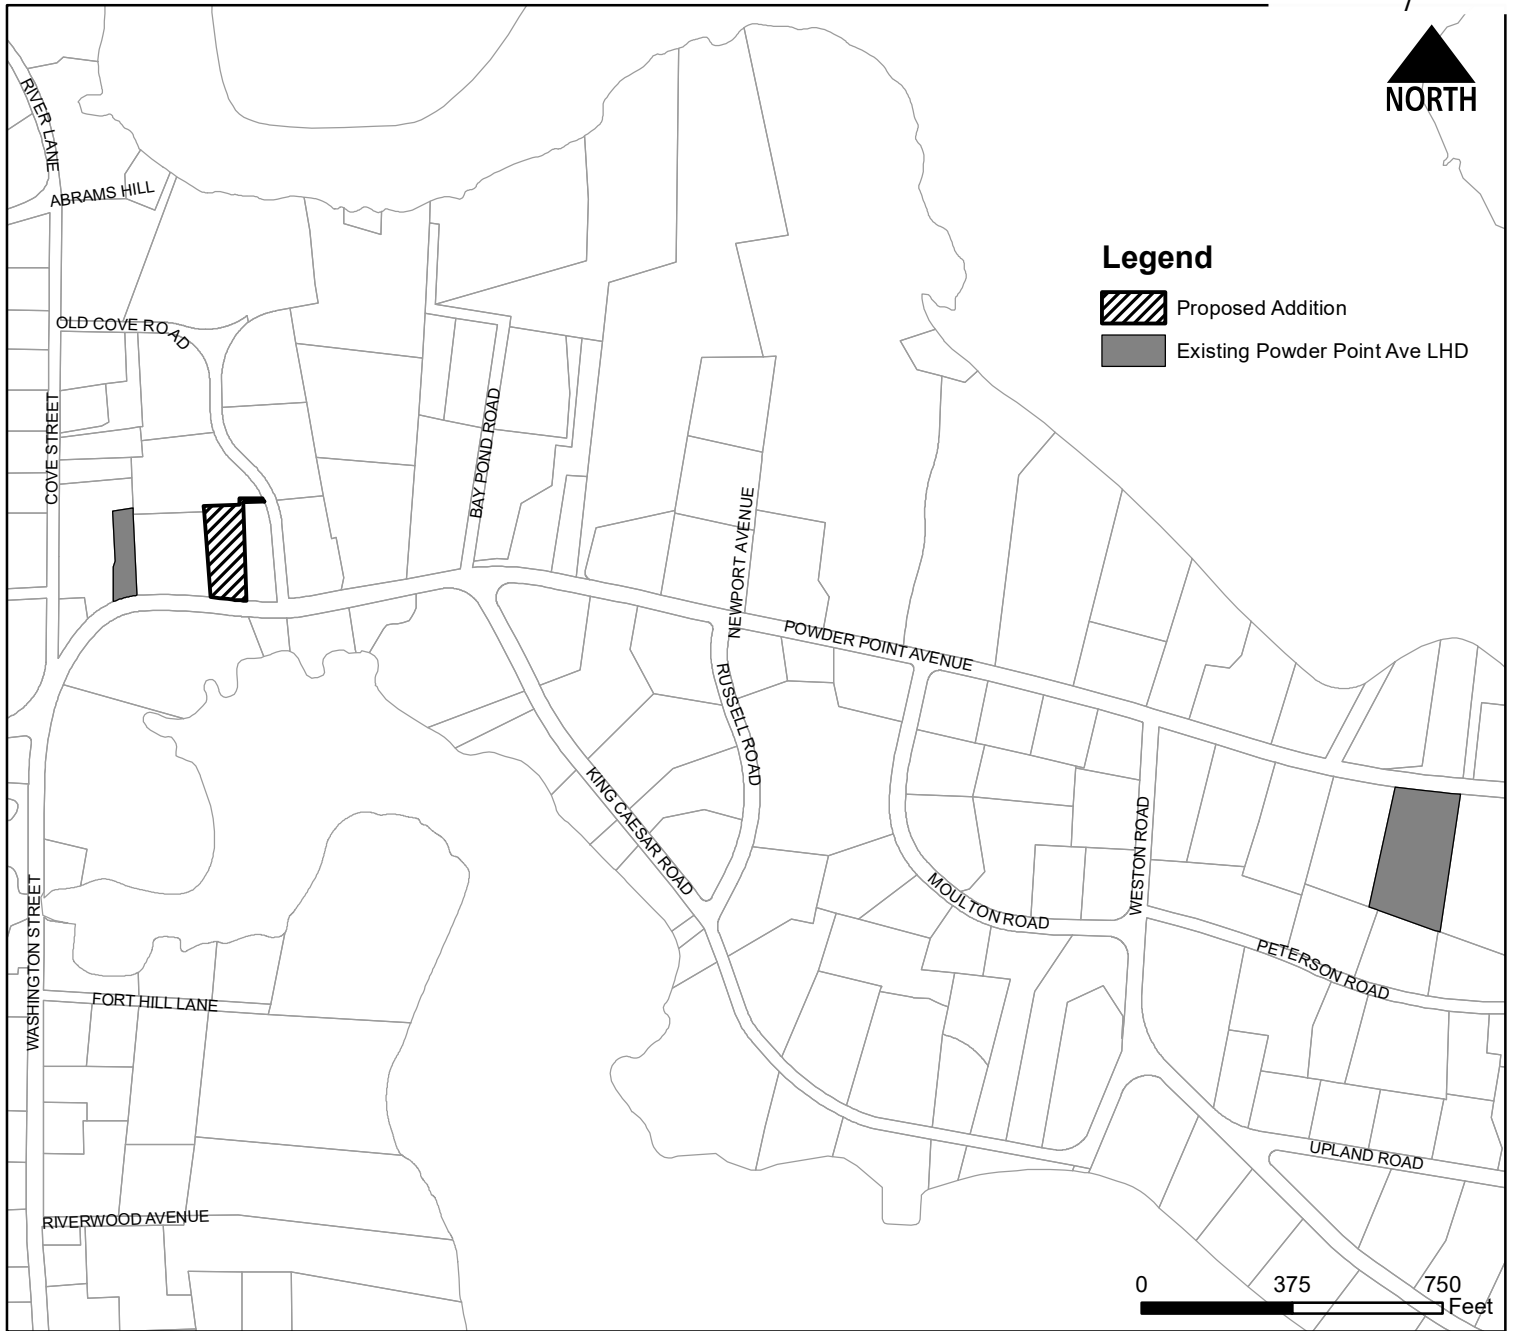 NORTH
RIVER LANE
ABRAMS HILL
Legend
Proposed Addition
Existing Powder Point Ave LHD
OLD COVE ROAD
COVE STREET
BAY POND ROAD
NEWPORT AVENUE
POWDER POINT AVENUE
RUSSELL ROAD
KING CAESAR ROAD
WESTON ROAD
MOULTON ROAD
WASHINGTON STREET
PETERSON ROAD
FORT HILL LANE
UPLAND ROAD
RIVERWOOD AVENUE
0 375 750
Feet